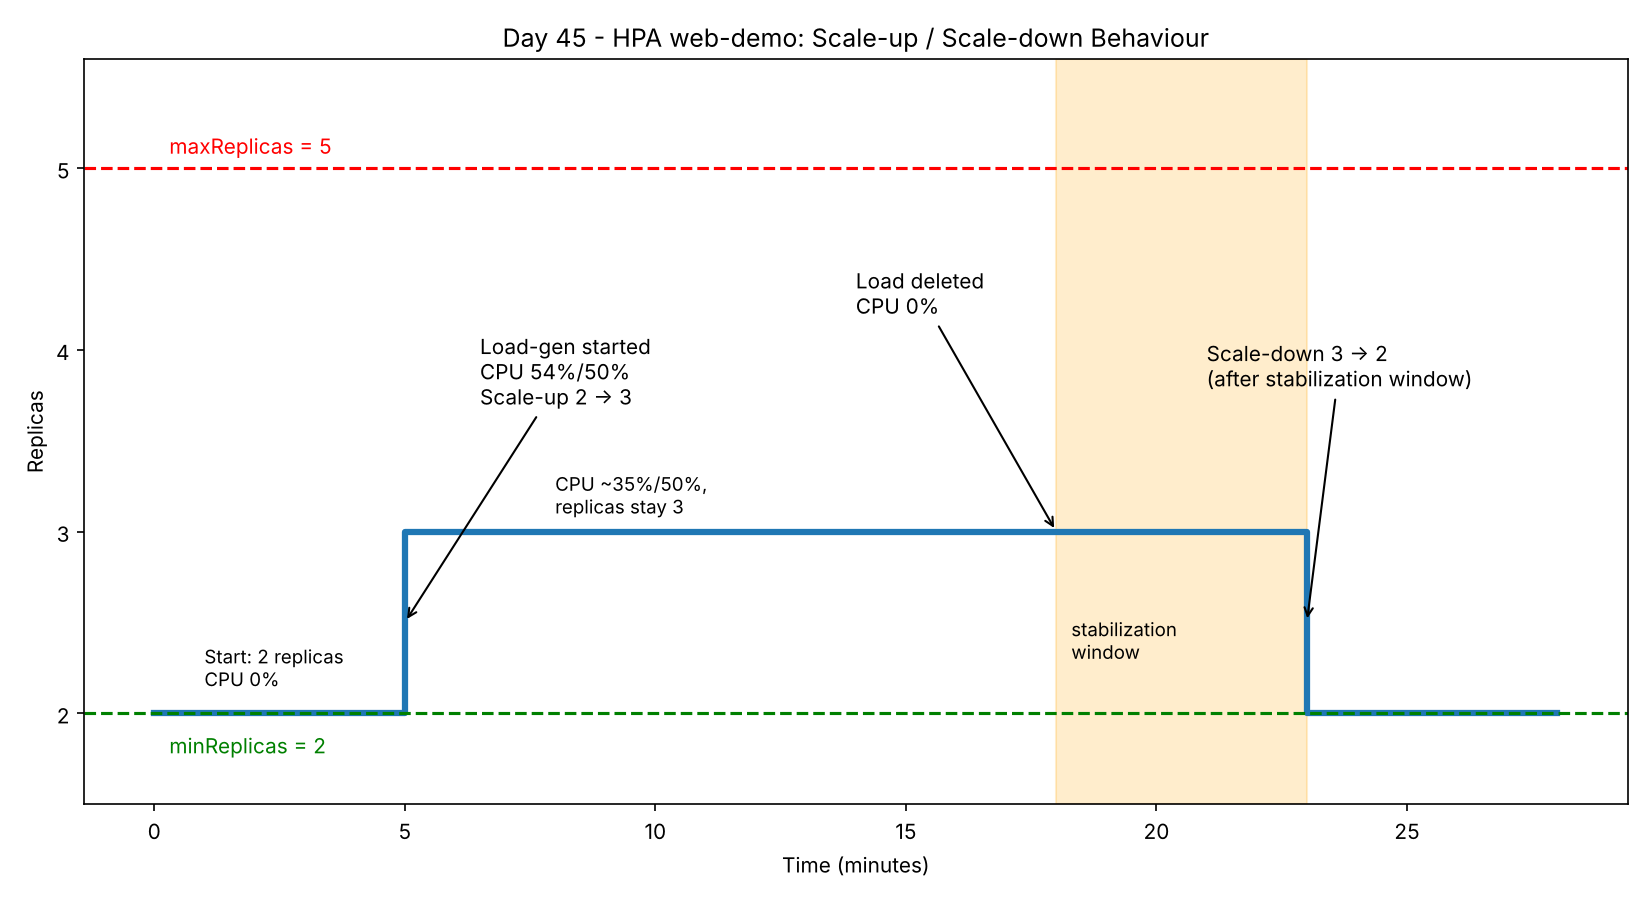 Day 45 - HPA web-demo: Scale-up / Scale-down Behaviour
maxReplicas = 5
Load deleted
CPU 0%
Load-gen started
CPU 54%/50%
Scale-up 2 → 3
Scale-down 3 → 2
(after stabilization window)
CPU ~35%/50%,
replicas stay 3
stabilization
window
Start: 2 replicas
CPU 0%
minReplicas = 2
Replicas
5
4
3
2
0
5
10
15
20
25
Time (minutes)